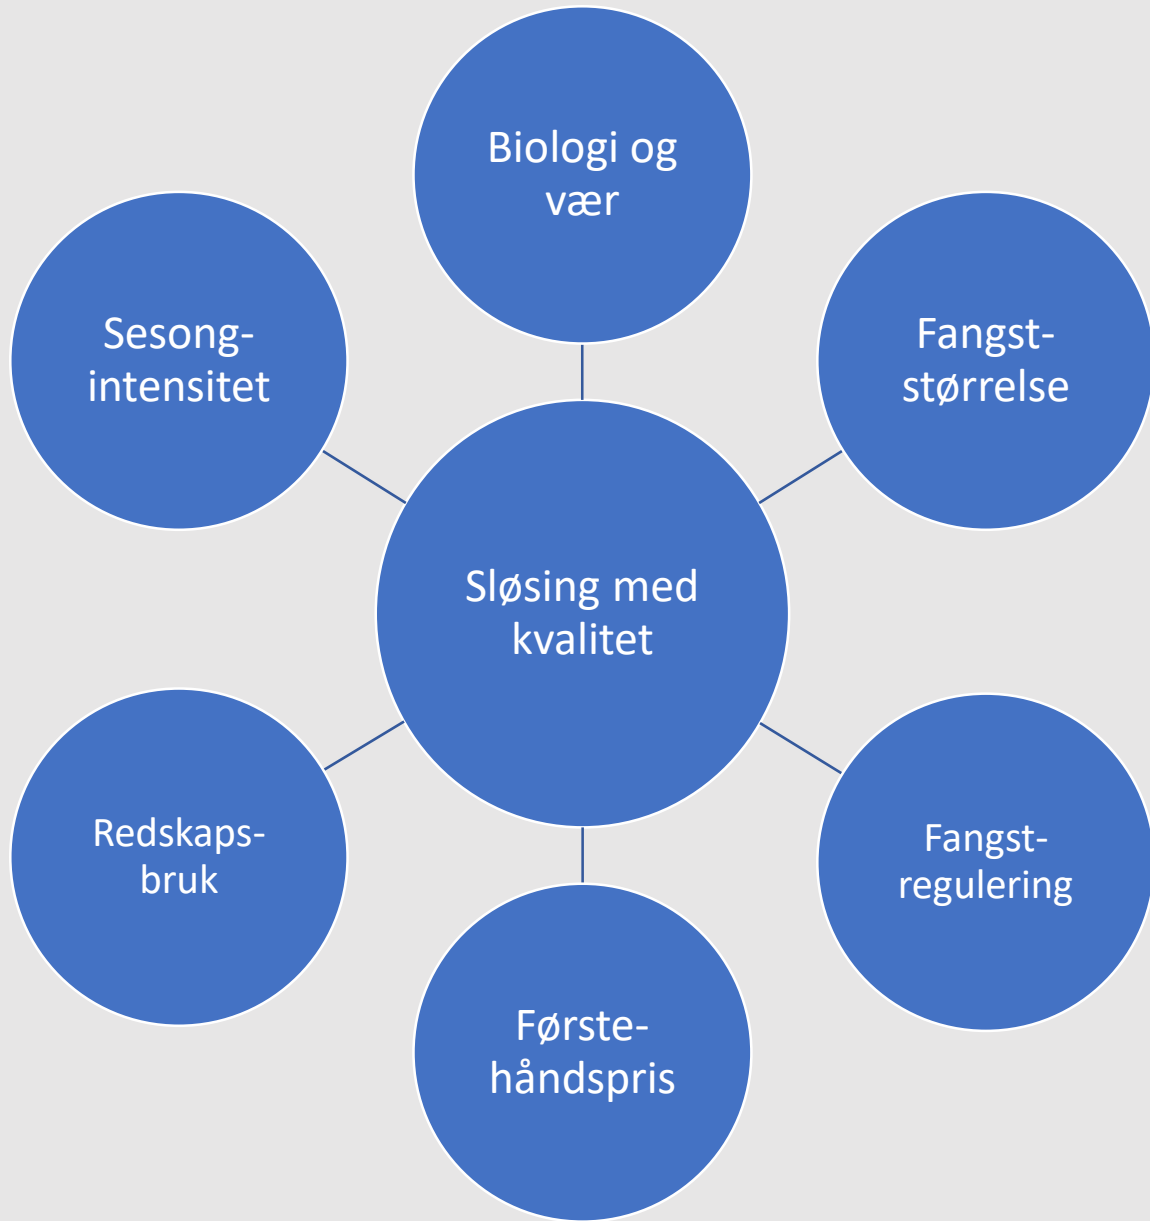 Biologi og
vær
Sesong-
intensitet
Fangst-
størrelse
Sløsing med
kvalitet
Redskaps-
bruk
Fangst-
regulering
Første-
håndspris